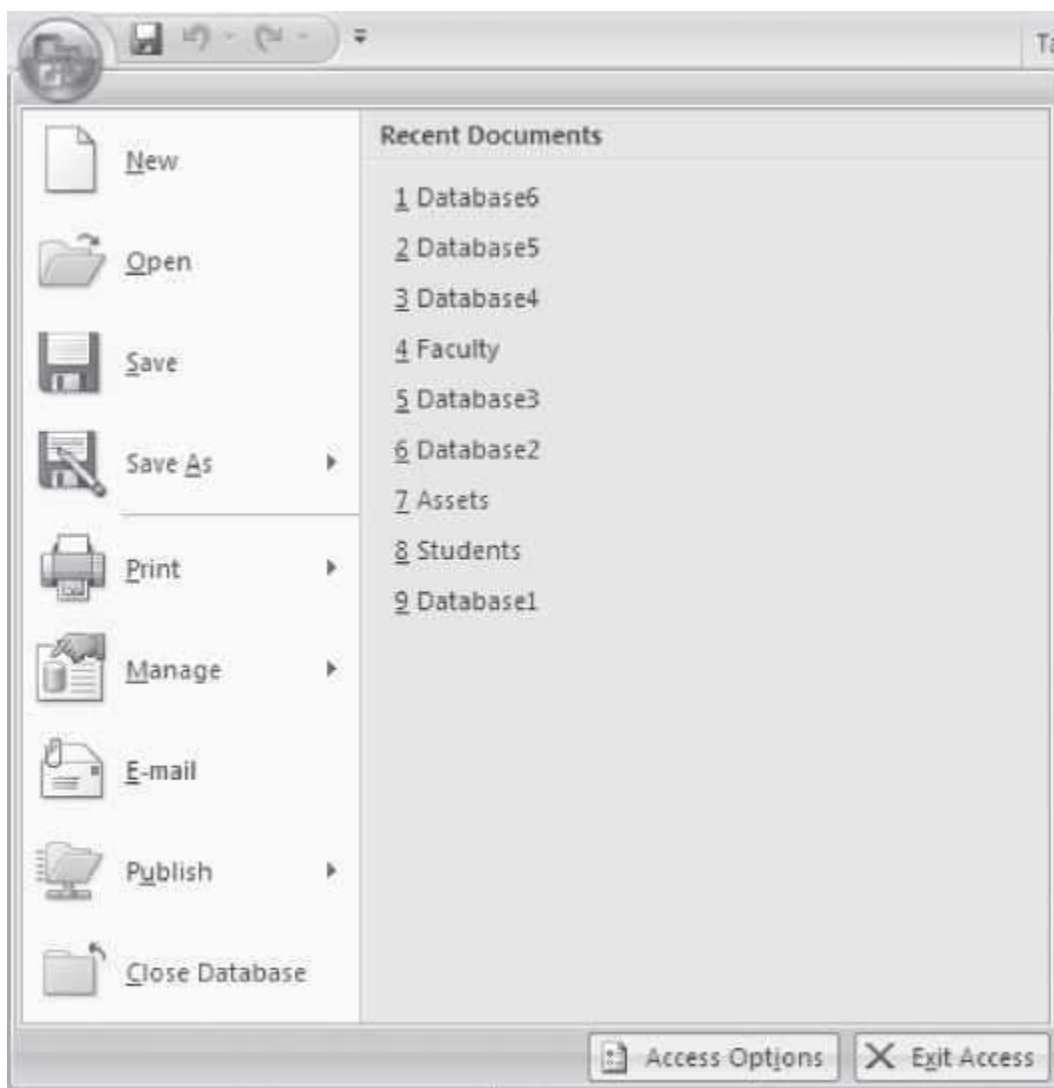 Ta
New
Open
Save
Save As
Print
Manage
E-mail
Publish
Close Database
Recent Documents
1 Database6
2 Database5
3 Database4
4 Faculty
5 Database3
6 Database2
7 Assets
8 Students
9 Database1
Access Options
Exit Access